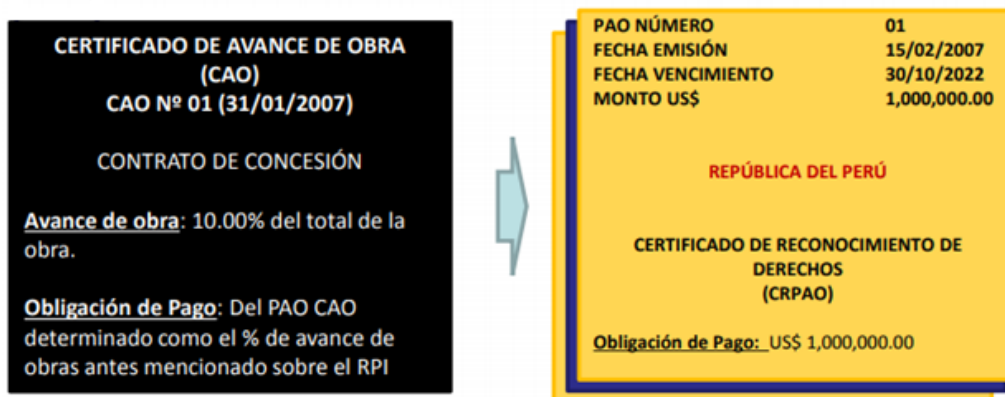 CERTIFICADO DE AVANCE DE OBRA
(CAO)
CAO Nº 01 (31/01/2007)
CONTRATO DE CONCESIÓN
Avance de obra: 10.00% del total de la
obra.
Obligación de Pago: Del PAO CAO
determinado como el % de avance de
obras antes mencionado sobre el RPI
PAO NÚMERO 01
FECHA EMISIÓN 15/02/2007
FECHA VENCIMIENTO 30/10/2022
MONTO US$ 1,000,000.00
REPÚBLICA DEL PERÚ
CERTIFICADO DE RECONOCIMIENTO DE
DERECHOS
(CRPAO)
Obligación de Pago: US$ 1,000,000.00